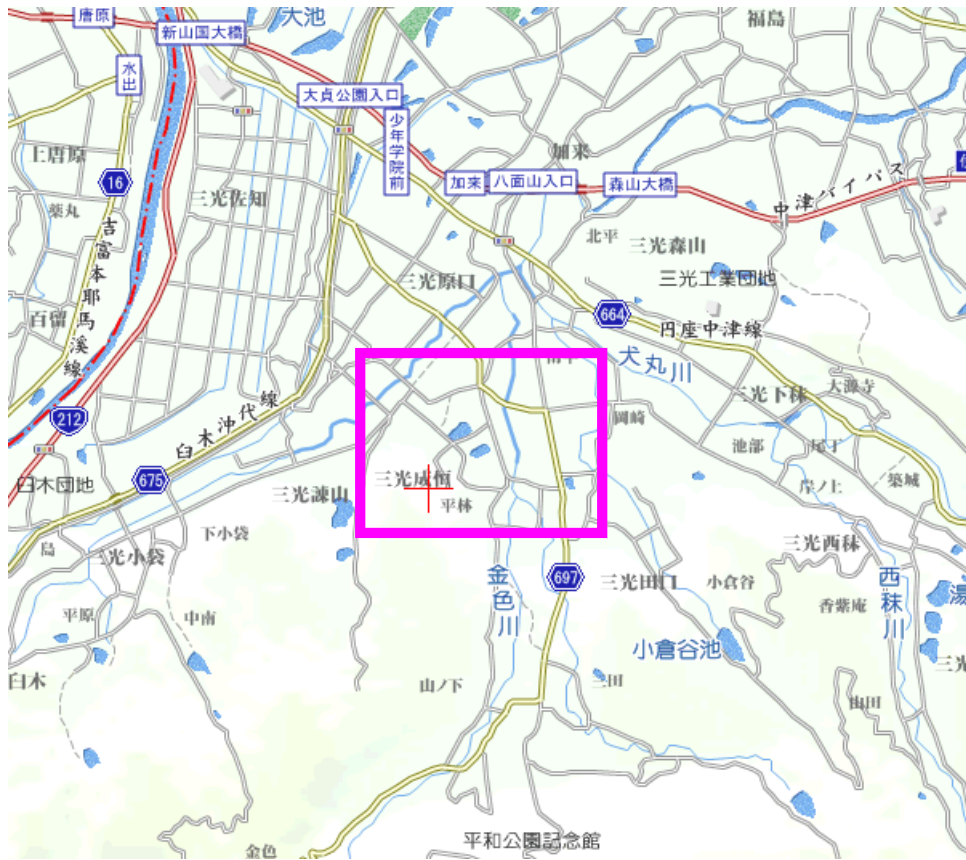 唐原
大池
福島
新山国大橋
水出
大貞公園入口
少年学院前
上唐原
加来
16
加来
八面山入口
森山大橋
中津バイパス
三光佐知
薬丸
吉富本耶馬渓線
北平
三光森山
三光原口
三光工業団地
百留
664
円座中津線
犬丸川
三光下秣
大源寺
212
臼木沖代線
岡崎
池部
尾丁
675
臼木団地
三光成恒
三光諌山
平林
岸ノ上
築城
下小袋
島
三光西秣
金色川
697
三光田口
小倉谷
西秣川
香紫庵
湯
平原
中南
小倉谷池
三光
臼木
山ノ下
三田
山田
平和公園記念館
金色